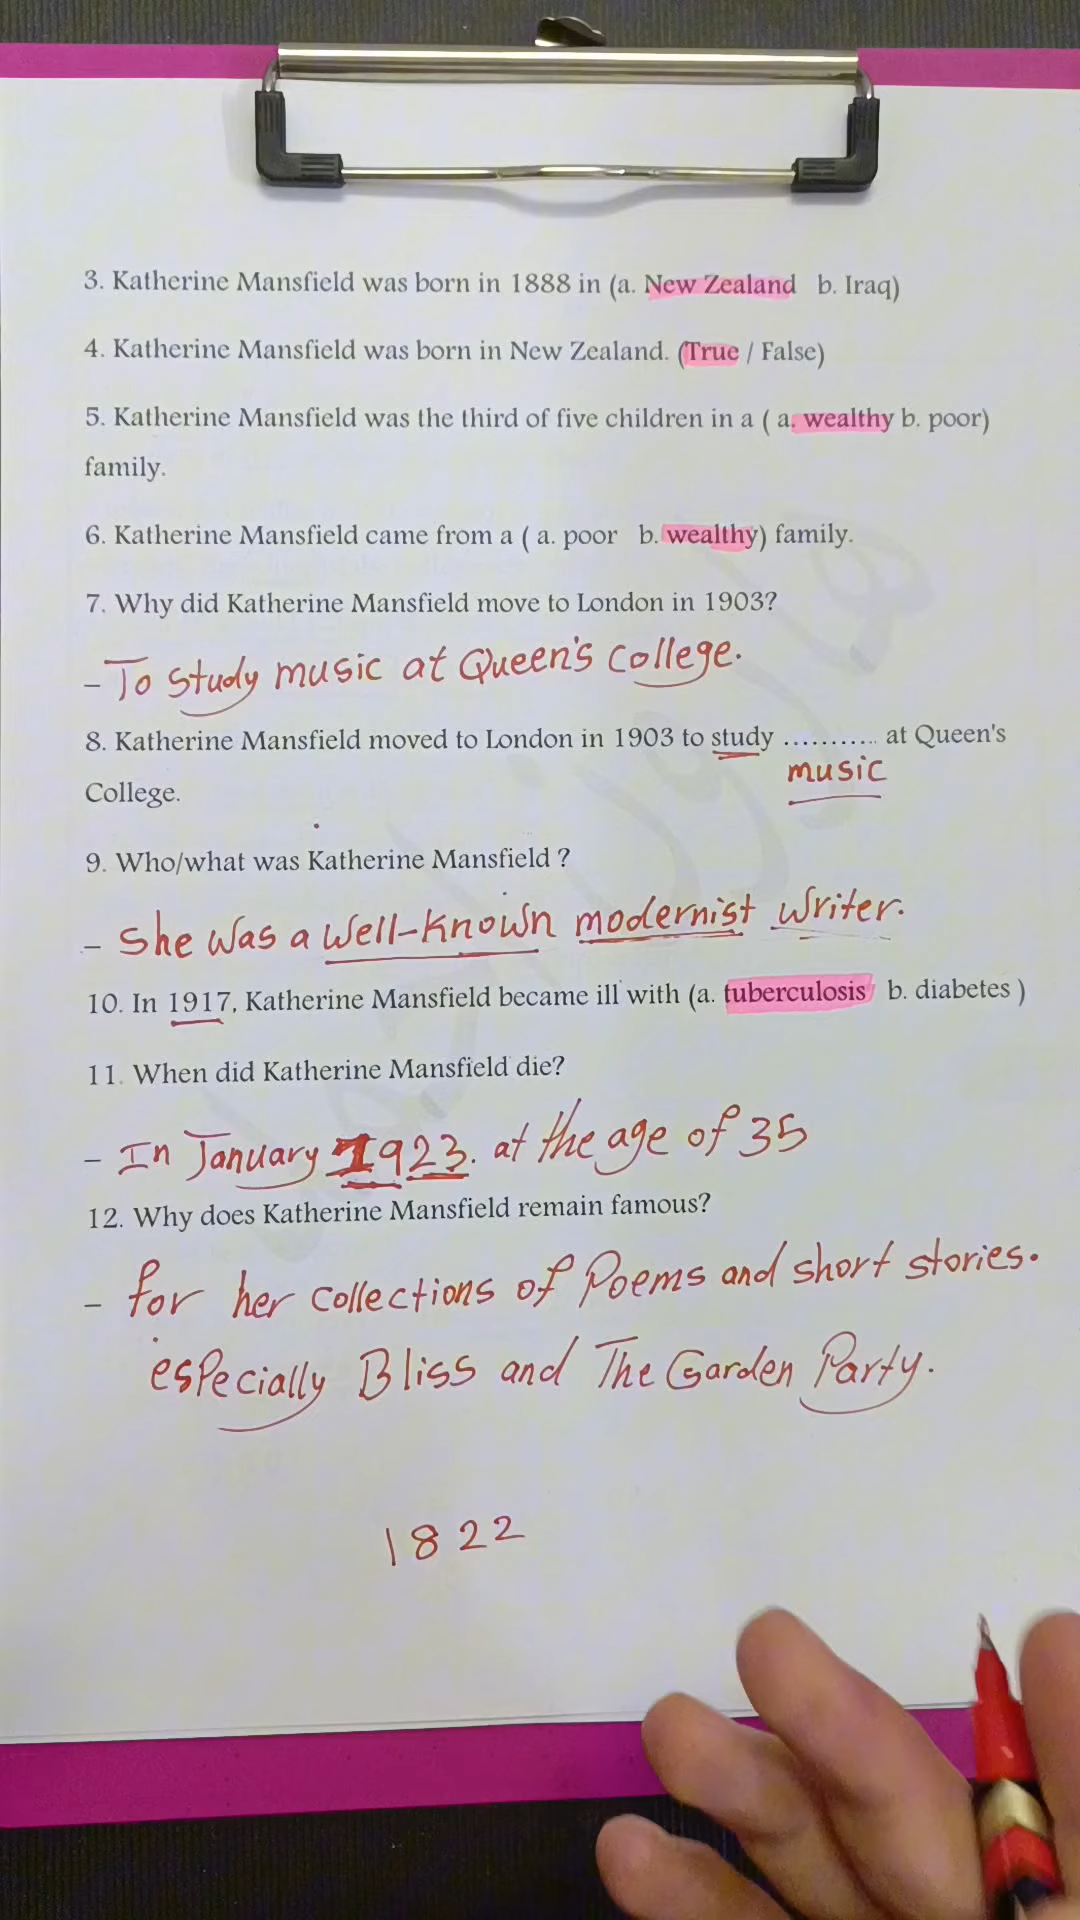 3. Katherine Mansfield was born in 1888 in (a. New Zealand b. Iraq)
4. Katherine Mansfield was born in New Zealand. (True / False)
5. Katherine Mansfield was the third of five children in a ( a. wealthy b. poor)
family.
6. Katherine Mansfield came from a ( a. poor b. wealthy) family.
7. Why did Katherine Mansfield move to London in 1903?
- To study music at Queen's college.
8. Katherine Mansfield moved to London in 1903 to study ........... at Queen's
music
College.
9. Who/what was Katherine Mansfield ?
- She was a well-known modernist writer.
10. In 1917, Katherine Mansfield became ill with (a. tuberculosis b. diabetes )
11. When did Katherine Mansfield die?
- In January 1923. at the age of 35
12. Why does Katherine Mansfield remain famous?
- for her collections of Poems and short stories.
especially Bliss and The Garden Party.
1822